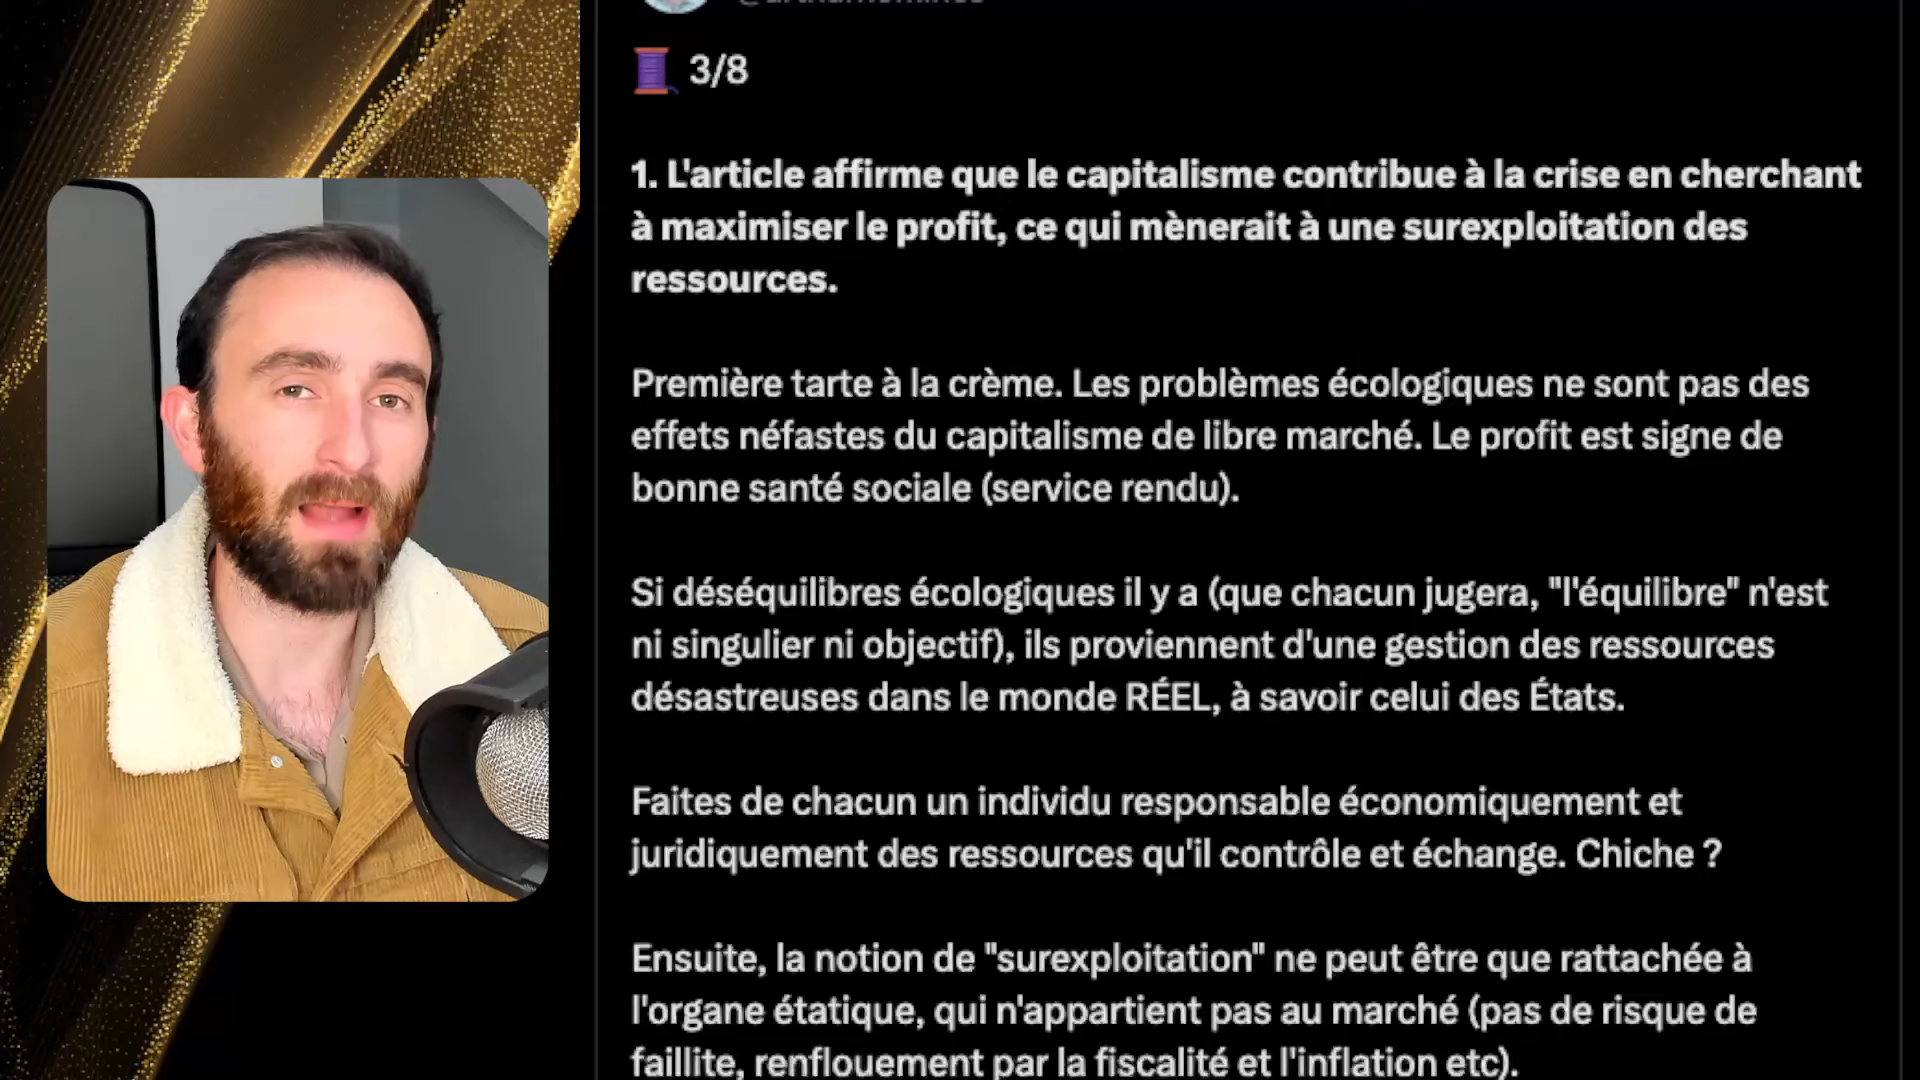 3/8
1. L'article affirme que le capitalisme contribue à la crise en cherchant
à maximiser le profit, ce qui mènerait à une surexploitation des
ressources.
Première tarte à la crème. Les problèmes écologiques ne sont pas des
effets néfastes du capitalisme de libre marché. Le profit est signe de
bonne santé sociale (service rendu).
Si déséquilibres écologiques il y a (que chacun jugera, "l'équilibre" n'est
ni singulier ni objectif), ils proviennent d'une gestion des ressources
désastreuses dans le monde RÉEL, à savoir celui des États.
Faites de chacun un individu responsable économiquement et
juridiquement des ressources qu'il contrôle et échange. Chiche ?
Ensuite, la notion de "surexploitation" ne peut être que rattachée à
l'organe étatique, qui n'appartient pas au marché (pas de risque de
faillite, renflouement par la fiscalité et l'inflation etc).